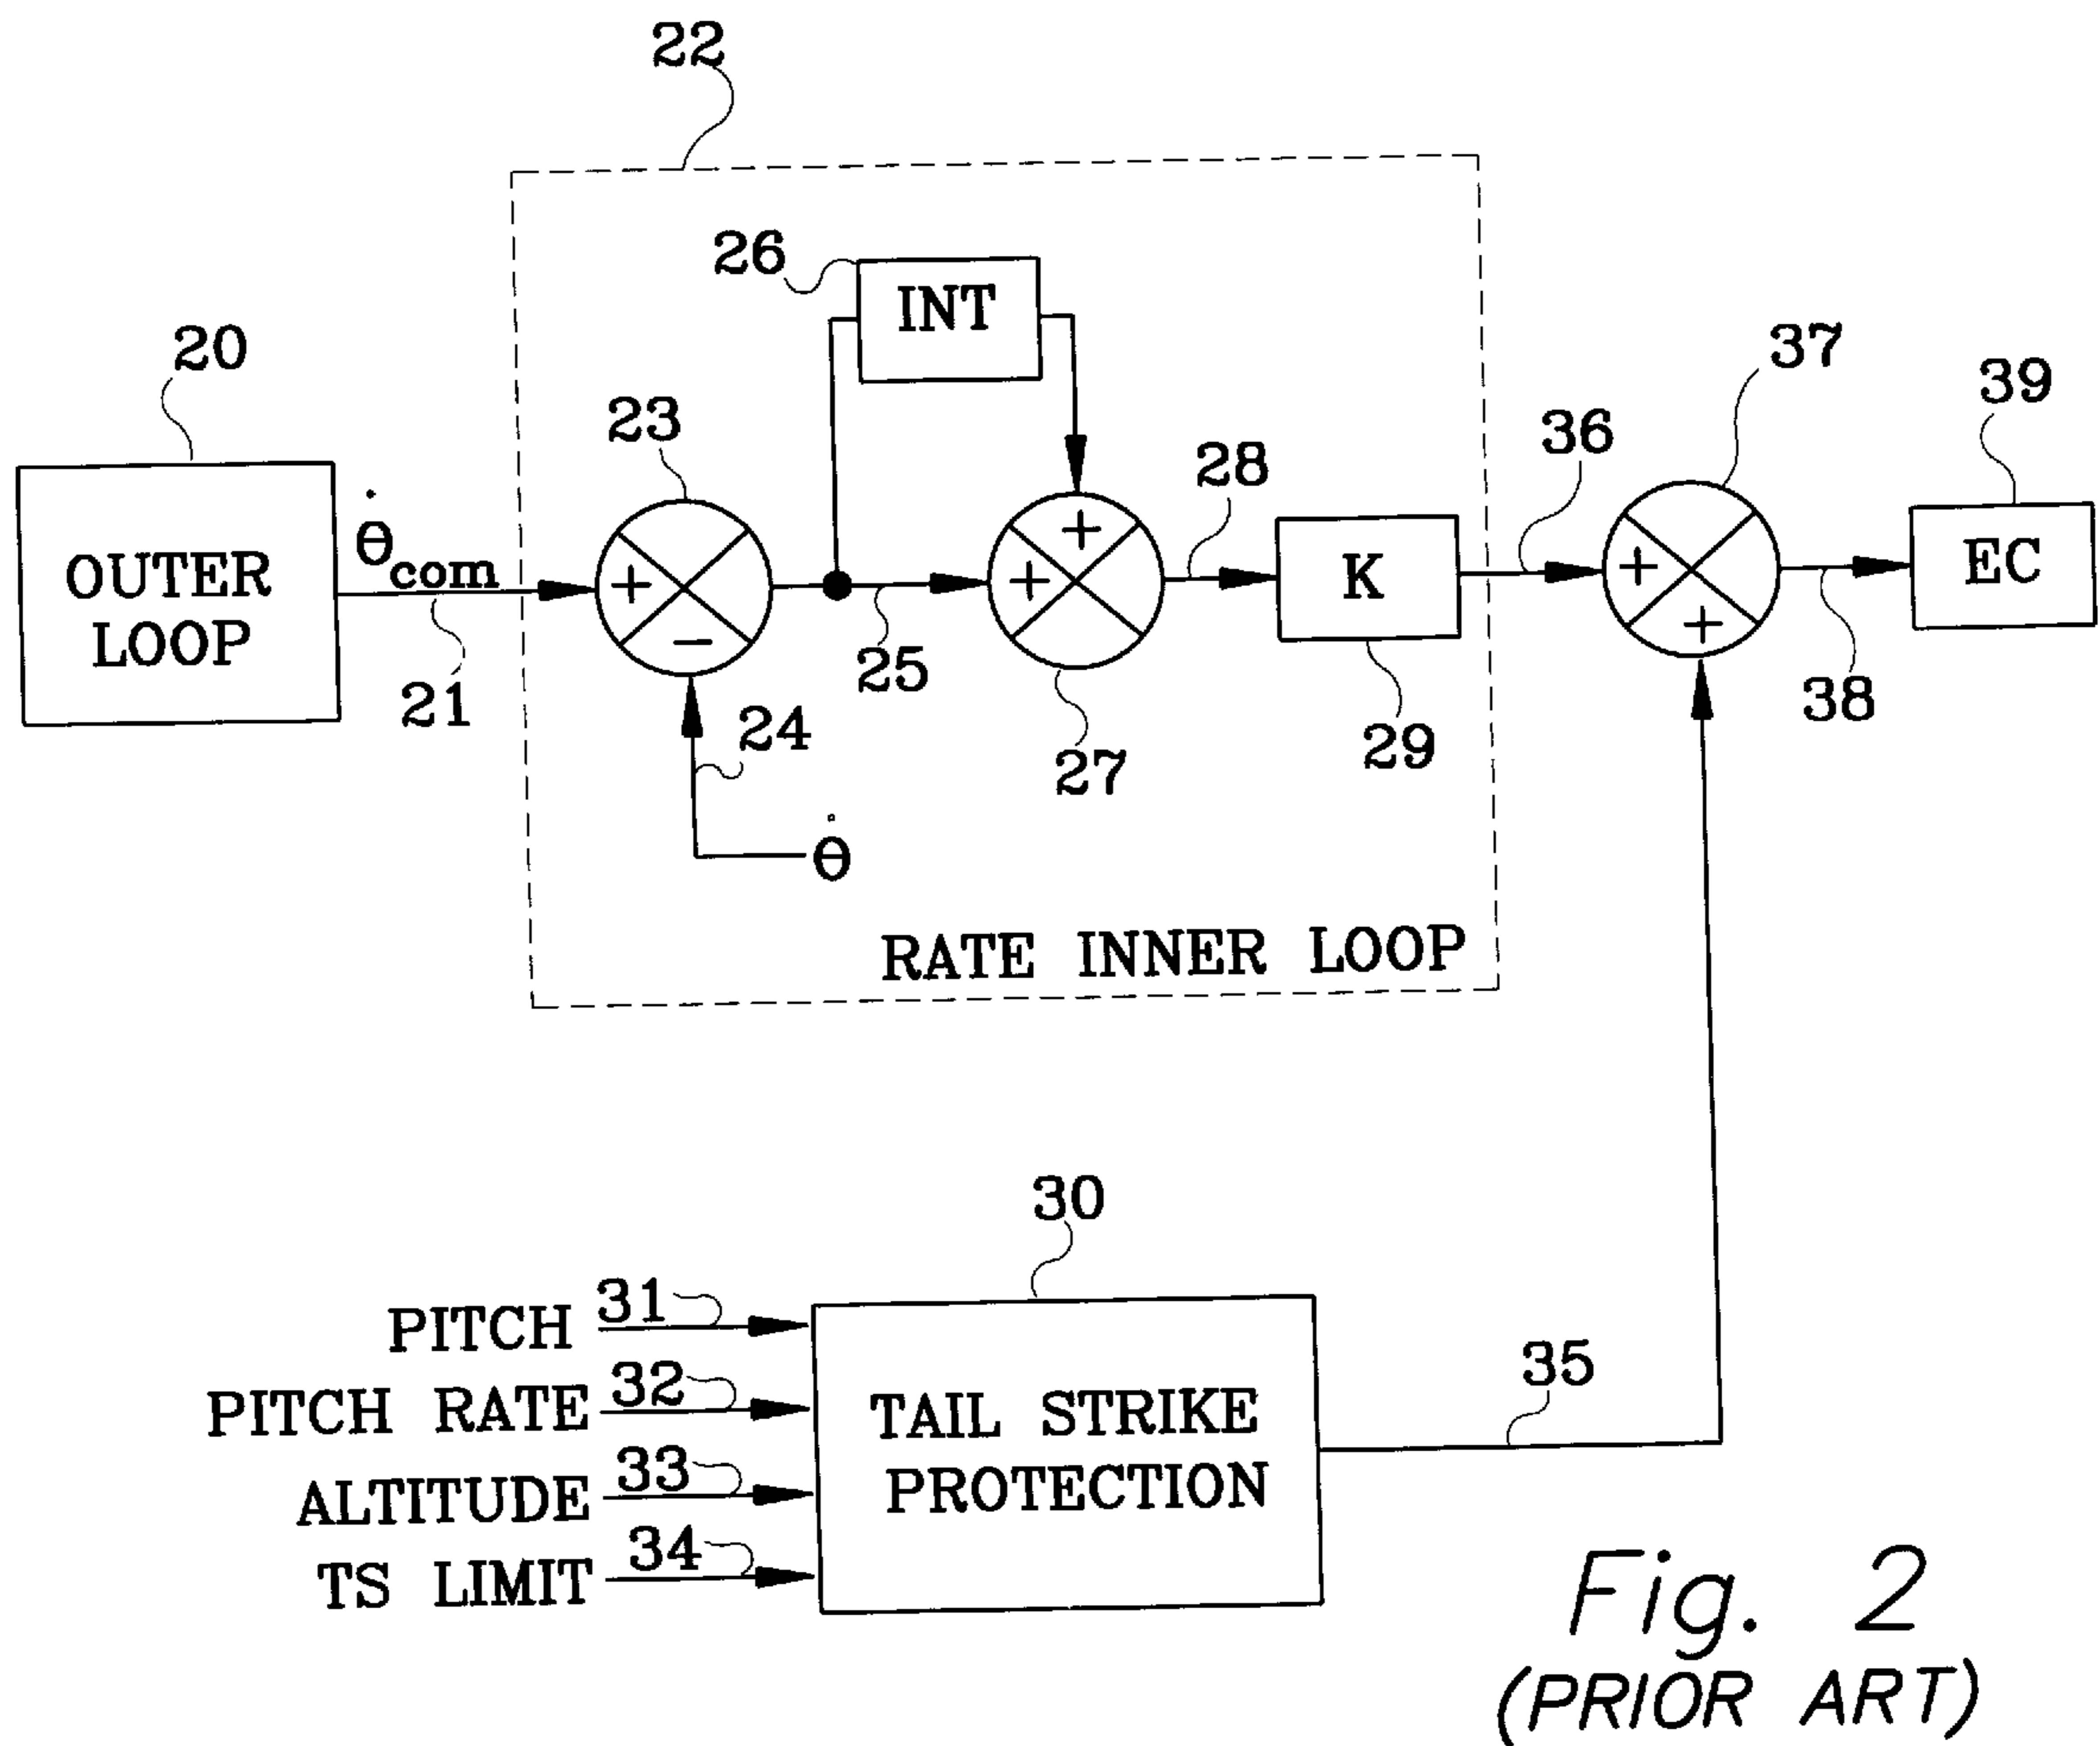 22
26
INT
20
23
37
39
36
28
OUTER
LOOP
θ̇com
+
−
+
+
K
+
+
EC
21
25
24
27
29
38
θ̇
RATE INNER LOOP
30
PITCH 31
PITCH RATE 32
ALTITUDE 33
TS LIMIT 34
TAIL STRIKE
PROTECTION
35
Fig. 2
(PRIOR ART)